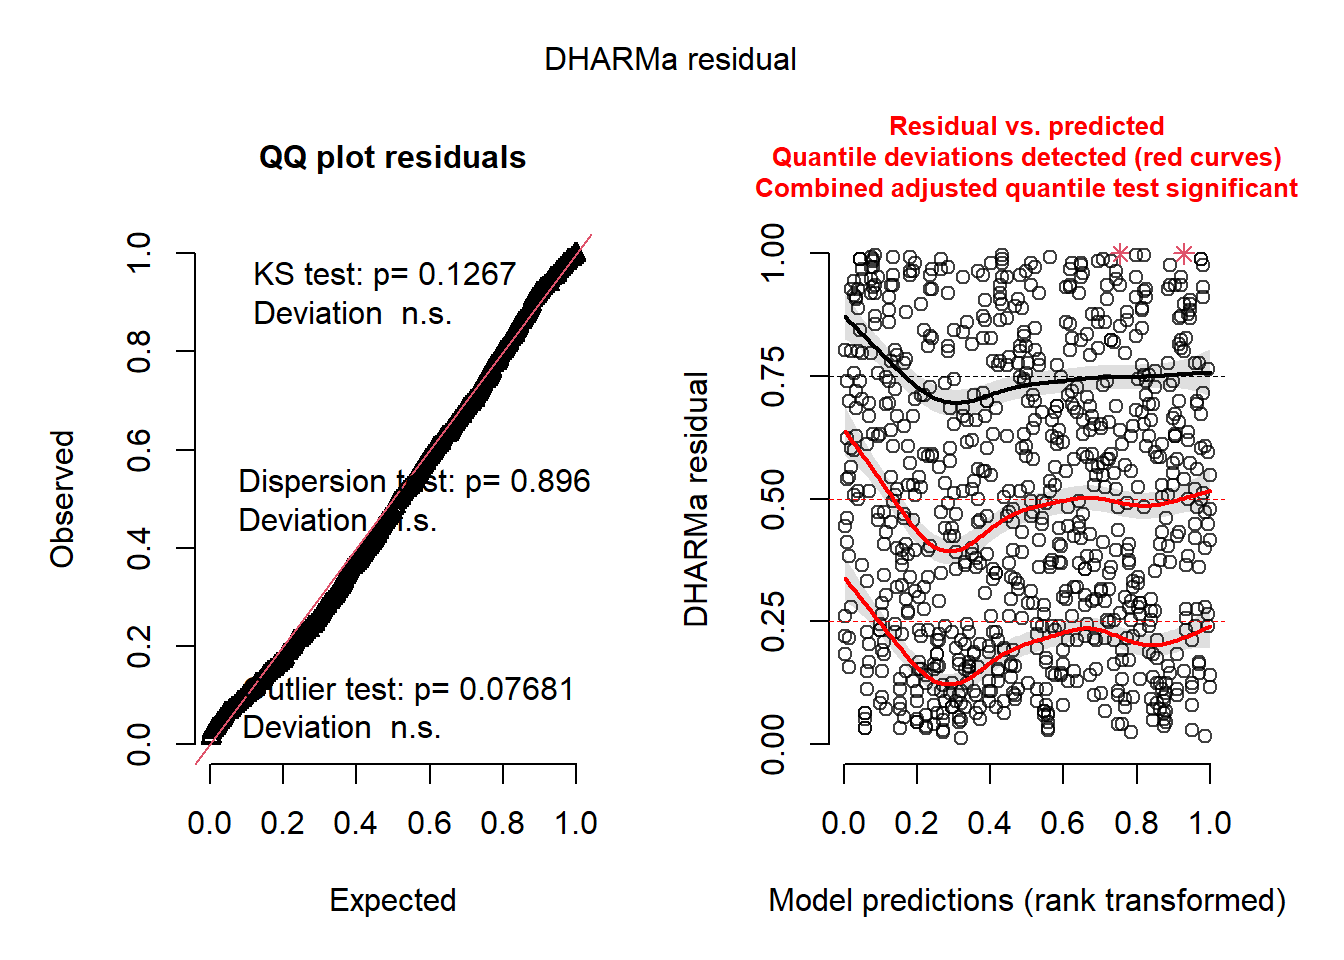 DHARMa residual
QQ plot residuals
KS test: p= 0.1267
Deviation  n.s.
Dispersion test: p= 0.896
Deviation  n.s.
Outlier test: p= 0.07681
Deviation  n.s.
Observed
0.0 0.2 0.4 0.6 0.8 1.0
0.0 0.2 0.4 0.6 0.8 1.0
Expected
Residual vs. predicted
Quantile deviations detected (red curves)
Combined adjusted quantile test significant
DHARMa residual
0.00 0.25 0.50 0.75 1.00
0.0 0.2 0.4 0.6 0.8 1.0
Model predictions (rank transformed)